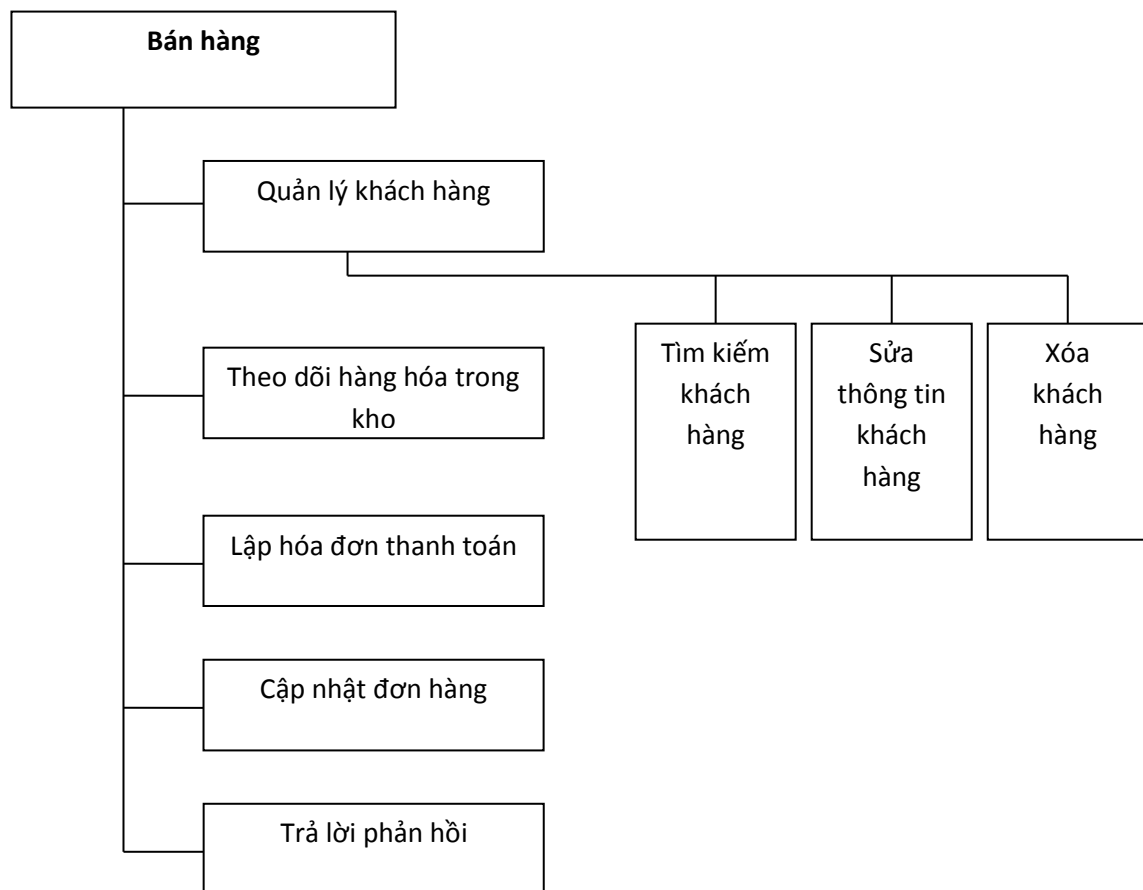 Bán hàng
Quản lý khách hàng
Tìm kiếm
khách
hàng
Sửa
thông tin
khách
hàng
Xóa
khách
hàng
Theo dõi hàng hóa trong
kho
Lập hóa đơn thanh toán
Cập nhật đơn hàng
Trả lời phản hồi